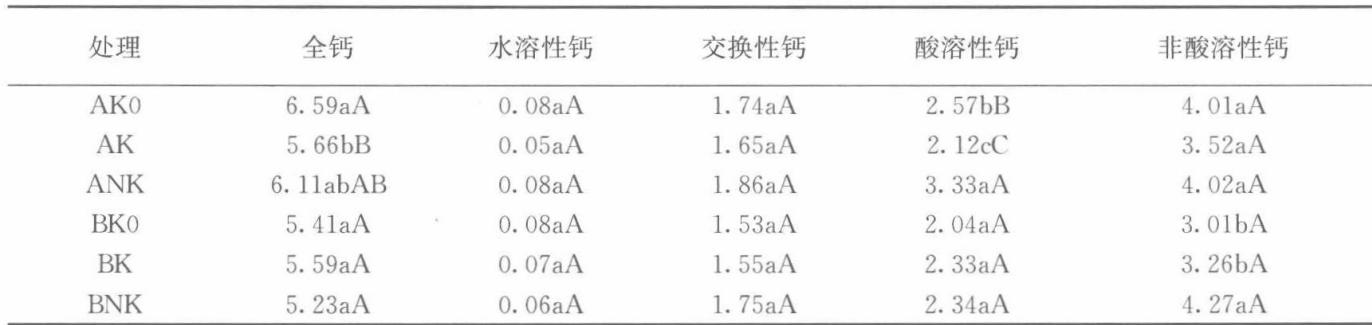 处理 全钙 水溶性钙 交换性钙 酸溶性钙 非酸溶性钙
AK0 6.59aA 0.08aA 1.74aA 2.57bB 4.01aA
AK 5.66bB 0.05aA 1.65aA 2.12cC 3.52aA
ANK 6.11abAB 0.08aA 1.86aA 3.33aA 4.02aA
BK0 5.41aA 0.08aA 1.53aA 2.04aA 3.01bA
BK 5.59aA 0.07aA 1.55aA 2.33aA 3.26bA
BNK 5.23aA 0.06aA 1.75aA 2.34aA 4.27aA